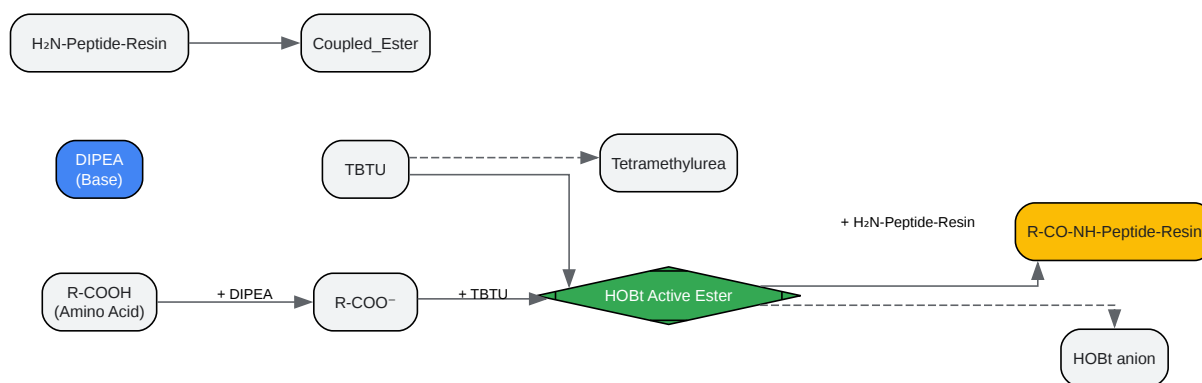 H₂N-Peptide-Resin
Coupled_Ester
DIPEA
(Base)
TBTU
Tetramethylurea
+ H₂N-Peptide-Resin
R-CO-NH-Peptide-Resin
R-COOH
(Amino Acid)
+ DIPEA
R-COO⁻
+ TBTU
HOBt Active Ester
HOBt anion